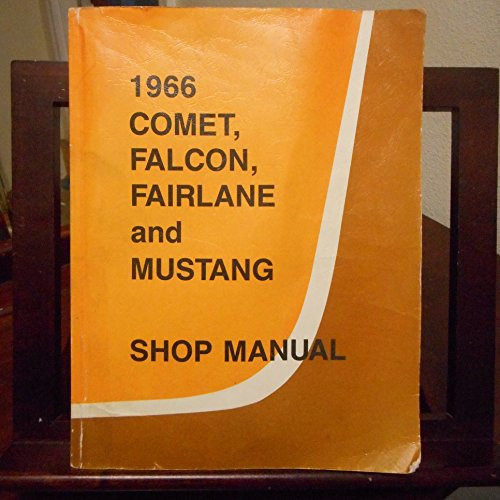 1966
COMET,
FALCON,
FAIRLANE
and
MUSTANG
SHOP MANUAL